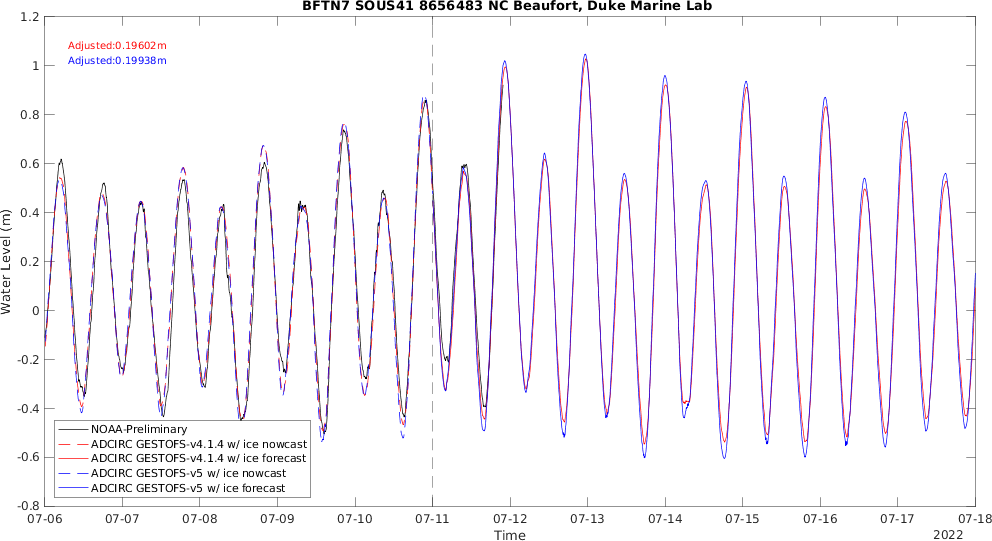 BFTN7 SOUS41 8656483 NC Beaufort, Duke Marine Lab
Adjusted:0.19602m
Adjusted:0.19938m
Water Level (m)
1.2
1
0.8
0.6
0.4
0.2
0
-0.2
-0.4
-0.6
-0.8
NOAA-Preliminary
ADCIRC GESTOFS-v4.1.4 w/ ice nowcast
ADCIRC GESTOFS-v4.1.4 w/ ice forecast
ADCIRC GESTOFS-v5 w/ ice nowcast
ADCIRC GESTOFS-v5 w/ ice forecast
07-06 07-07 07-08 07-09 07-10 07-11 07-12 07-13 07-14 07-15 07-16 07-17 07-18
Time
2022